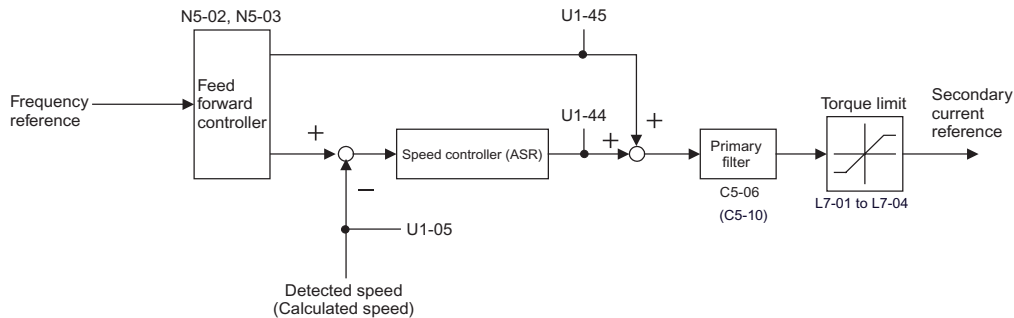 N5-02, N5-03
U1-45
Feed
forward
controller
Frequency
reference
+
−
Speed controller (ASR)
U1-44
+
+
Primary
filter
C5-06
(C5-10)
Torque limit
L7-01 to L7-04
Secondary
current
reference
U1-05
Detected speed
(Calculated speed)